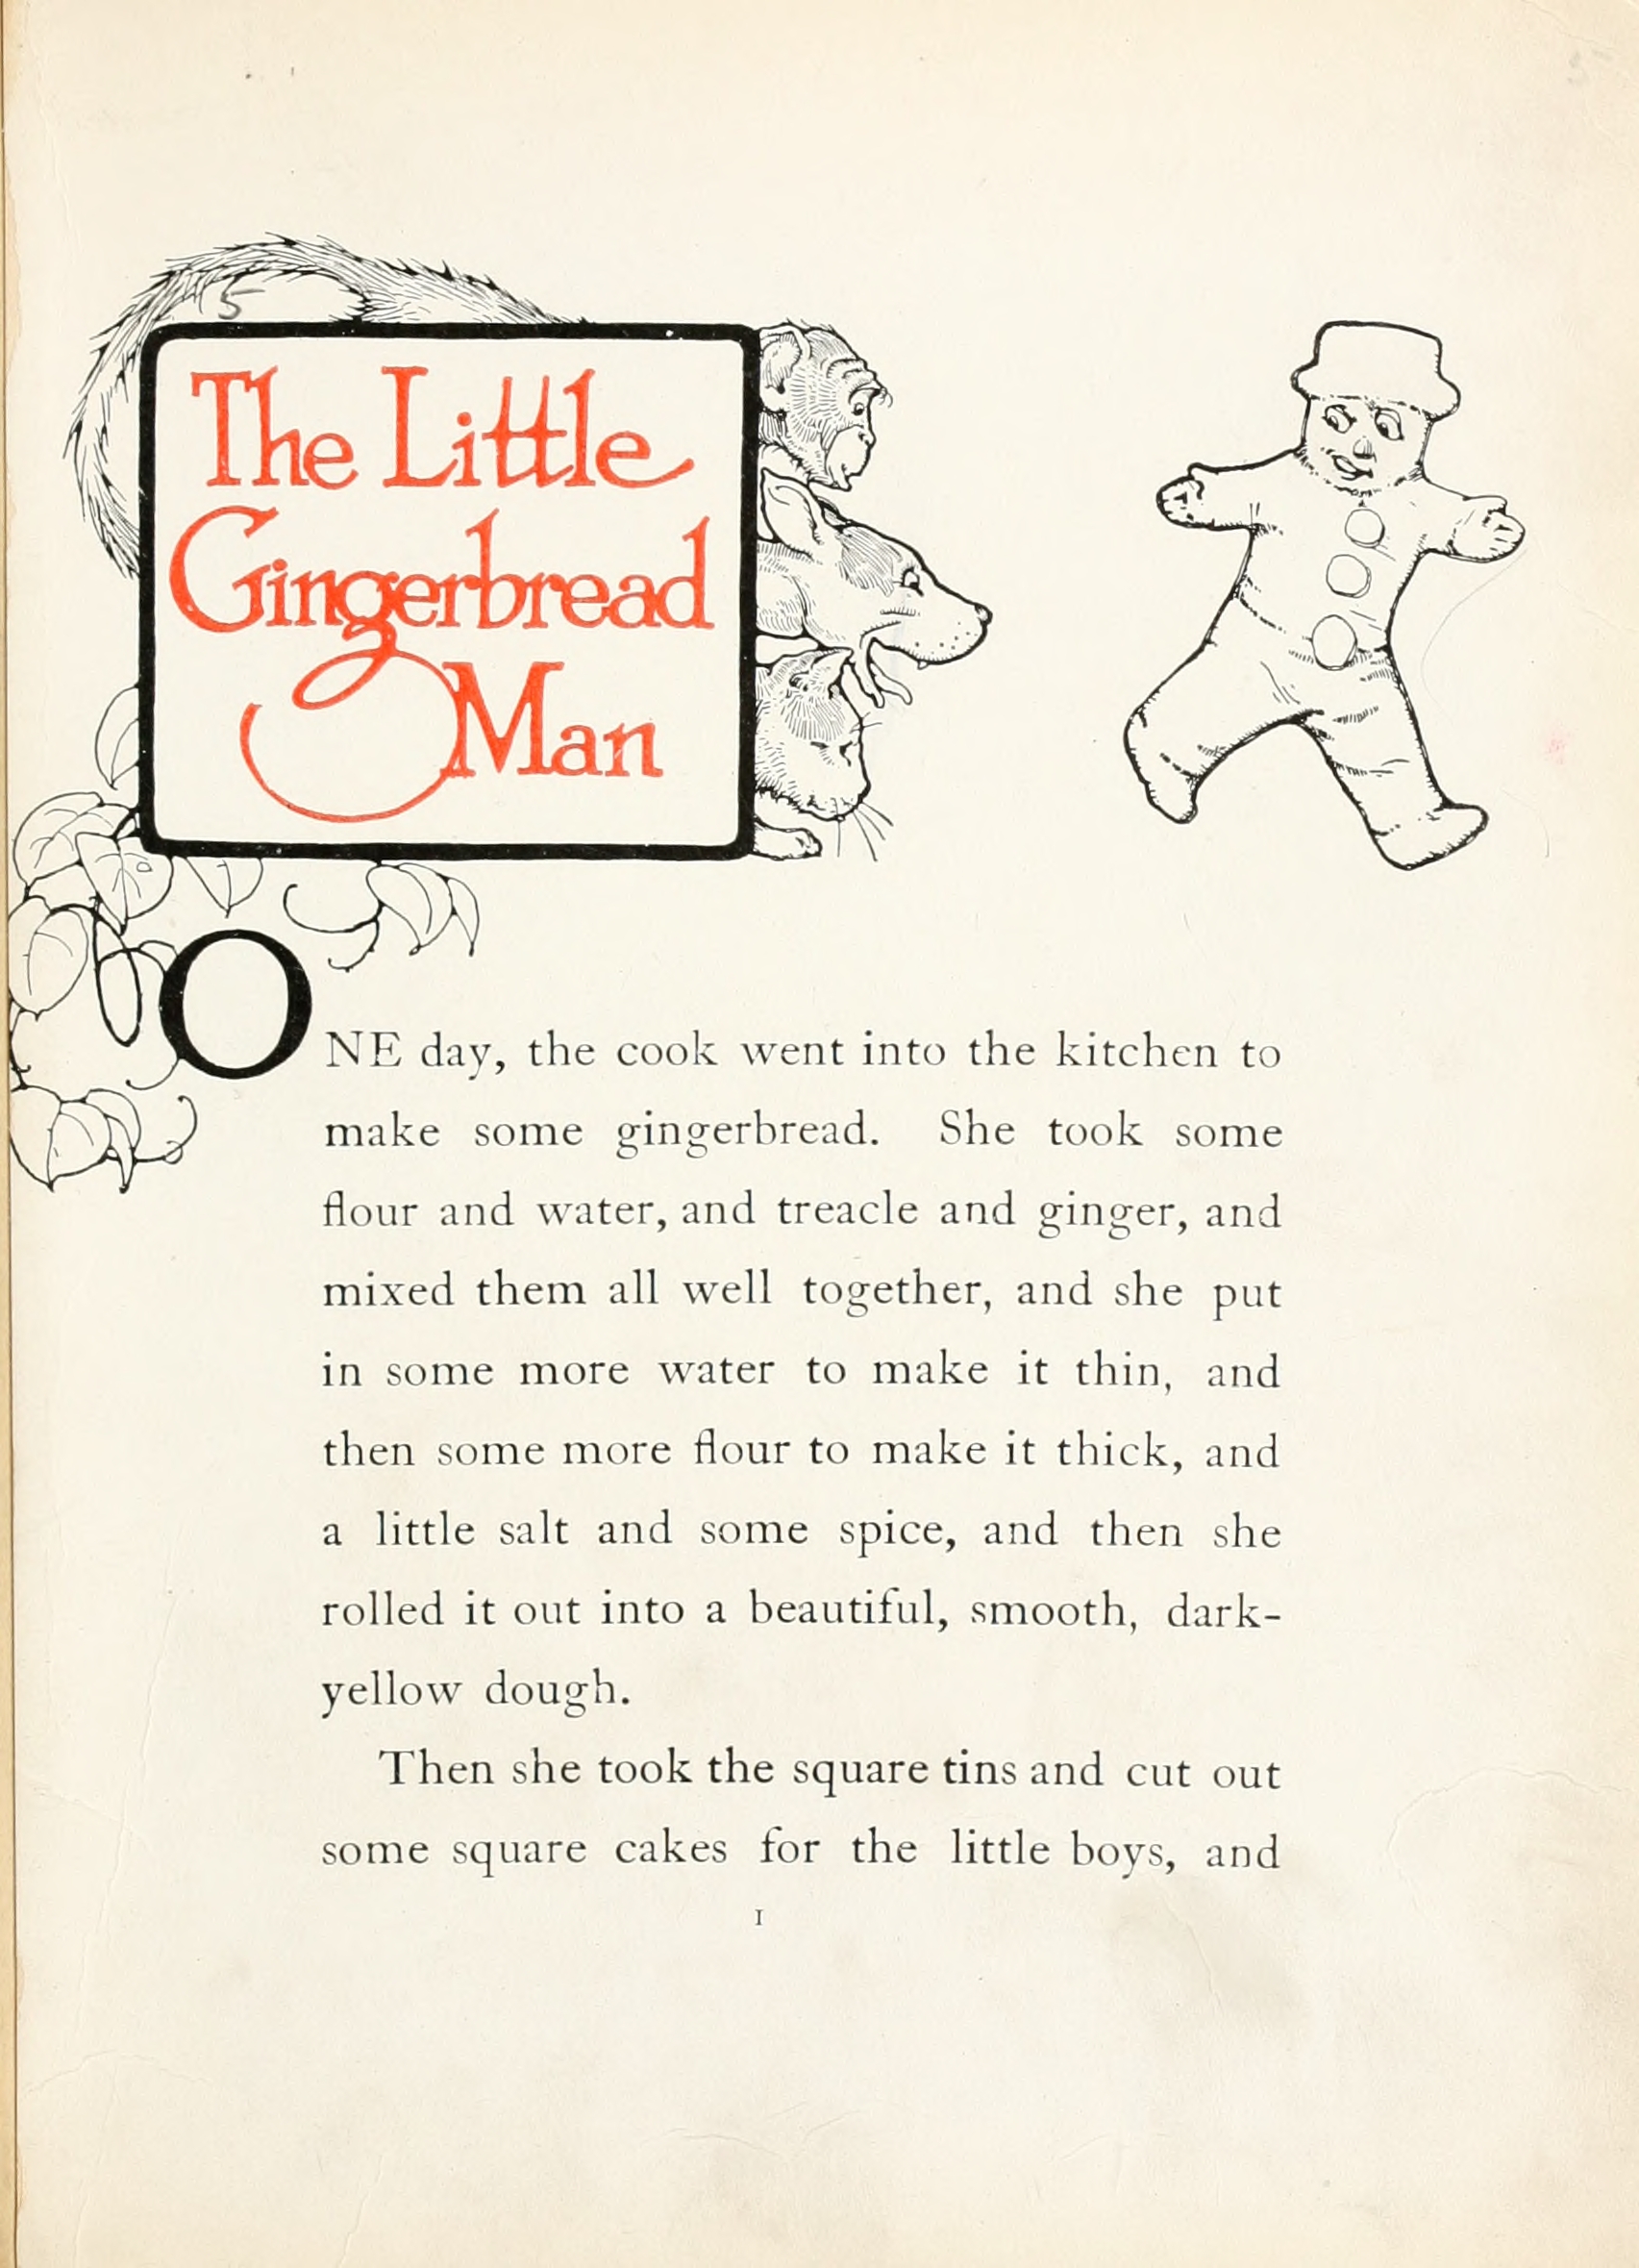 The Little
Gingerbread
Man
ONE day, the cook went into the kitchen to
make some gingerbread. She took some
flour and water, and treacle and ginger, and
mixed them all well together, and she put
in some more water to make it thin, and
then some more flour to make it thick, and
a little salt and some spice, and then she
rolled it out into a beautiful, smooth, dark-
yellow dough.
Then she took the square tins and cut out
some square cakes for the little boys, and
1